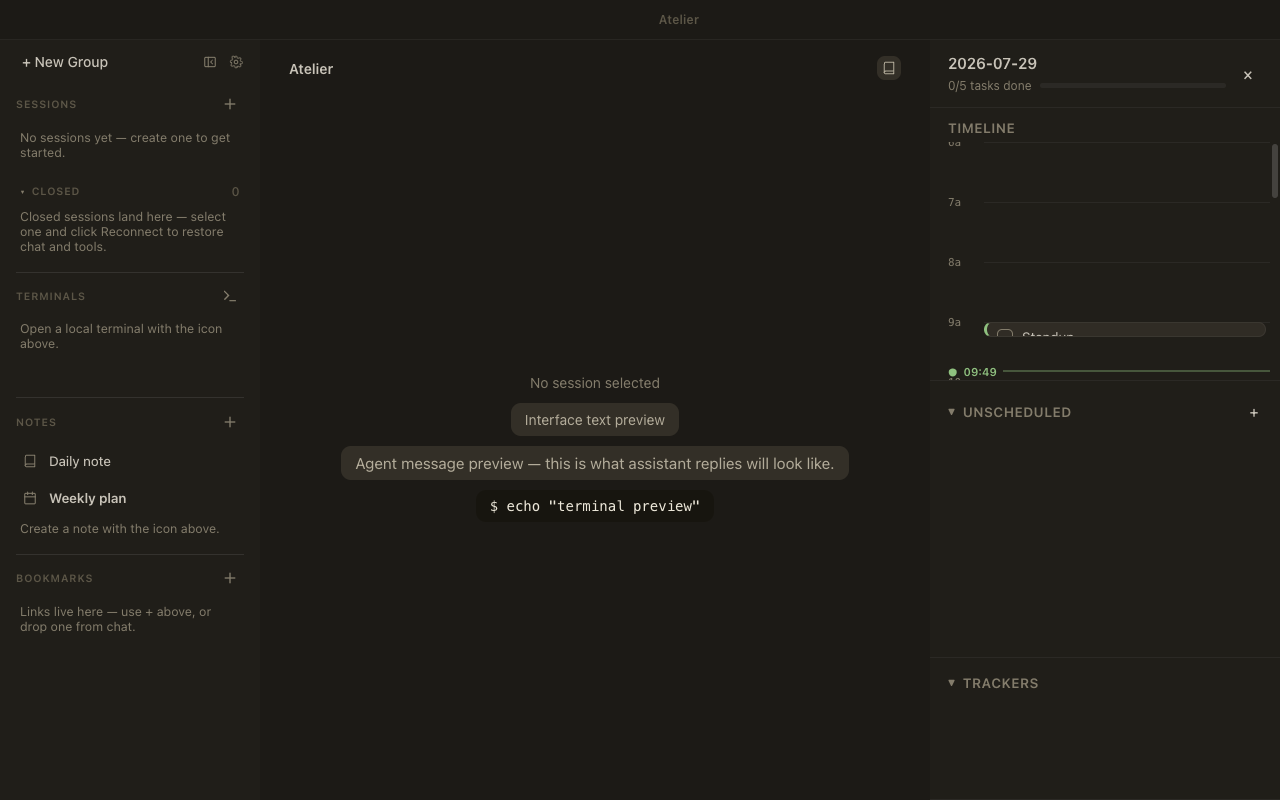 Atelier
+ New Group
SESSIONS
No sessions yet — create one to get
started.
CLOSED 0
Closed sessions land here — select
one and click Reconnect to restore
chat and tools.
TERMINALS
Open a local terminal with the icon
above.
NOTES
Daily note
Weekly plan
Create a note with the icon above.
BOOKMARKS
Links live here — use + above, or
drop one from chat.
Atelier
No session selected
Interface text preview
Agent message preview — this is what assistant replies will look like.
$ echo "terminal preview"
2026-07-29
0/5 tasks done
TIMELINE
6a
7a
8a
9a
Standup
09:49
UNSCHEDULED
TRACKERS